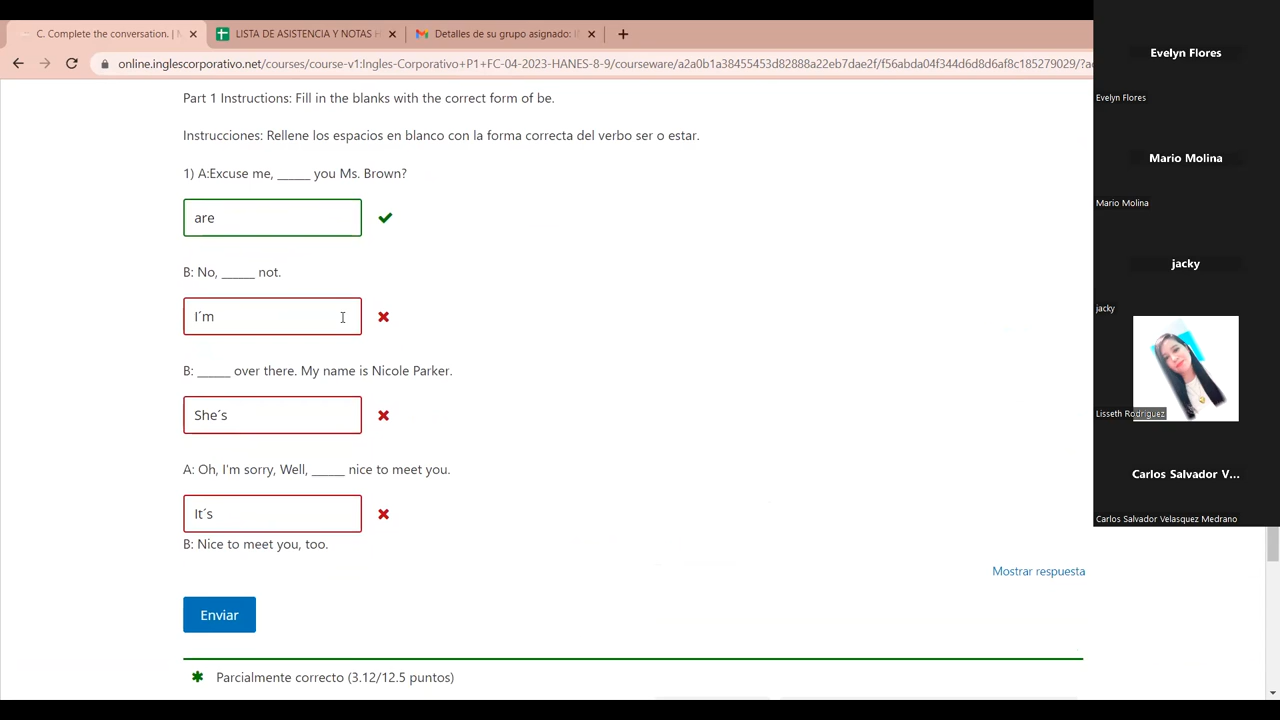 C. Complete the conversation. | M
LISTA DE ASISTENCIA Y NOTAS H
Detalles de su grupo asignado: I
online.inglescorporativo.net/courses/course-v1:Ingles-Corporativo+P1+FC-04-2023-HANES-8-9/courseware/a2a0b1a38455453d82888a22eb7dae2f/f56abda04f344d6d8d6af8c185279029/?a
Part 1 Instructions: Fill in the blanks with the correct form of be.
Instrucciones: Rellene los espacios en blanco con la forma correcta del verbo ser o estar.
1) A:Excuse me, ______ you Ms. Brown?
are
B: No, ______ not.
I´m
B: ______ over there. My name is Nicole Parker.
She´s
A: Oh, I'm sorry, Well, ______ nice to meet you.
It´s
B: Nice to meet you, too.
Mostrar respuesta
Enviar
Parcialmente correcto (3.12/12.5 puntos)
Evelyn Flores
Evelyn Flores
Mario Molina
Mario Molina
jacky
jacky
Lisseth Rodriguez
Carlos Salvador V...
Carlos Salvador Velasquez Medrano